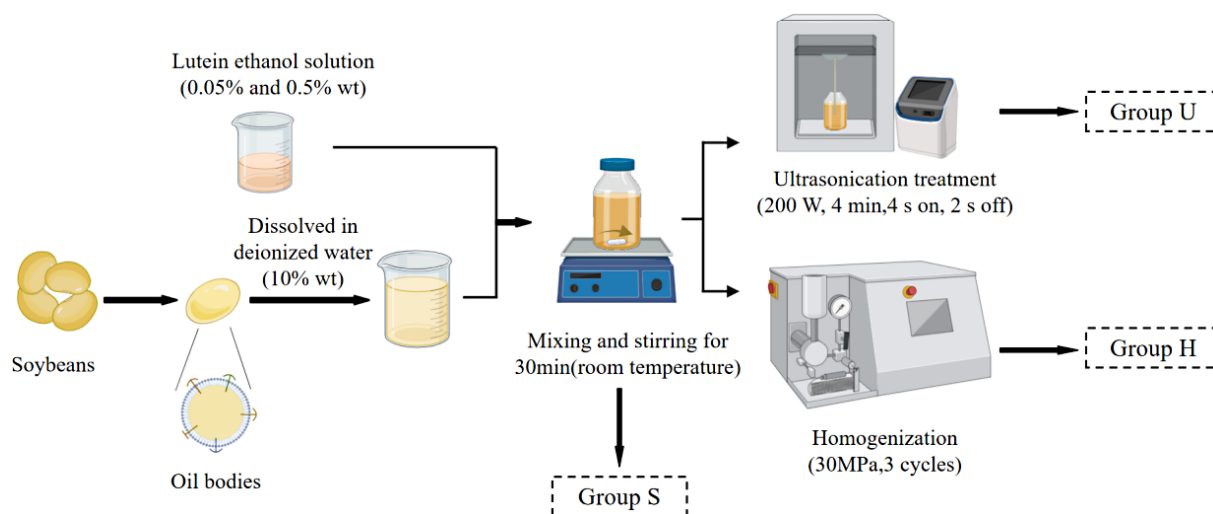 Lutein ethanol solution
(0.05% and 0.5% wt)
Dissolved in
deionized water
(10% wt)
Soybeans
Oil bodies
Mixing and stirring for
30min(room temperature)
Group S
Ultrasonication treatment
(200 W, 4 min,4 s on, 2 s off)
Group U
Homogenization
(30MPa,3 cycles)
Group H